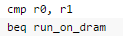 cmp r0, r1
beq run_on_dram